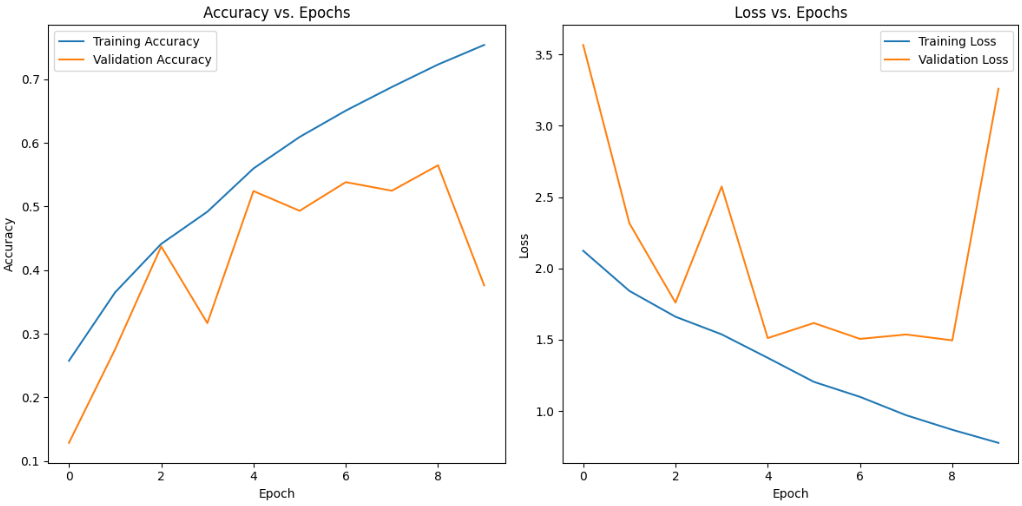 Accuracy vs. Epochs
Training Accuracy
Validation Accuracy
0.7
0.6
0.5
0.4
0.3
0.2
0.1
Accuracy
0 2 4 6 8
Epoch
Loss vs. Epochs
Training Loss
Validation Loss
3.5
3.0
2.5
2.0
1.5
1.0
Loss
0 2 4 6 8
Epoch